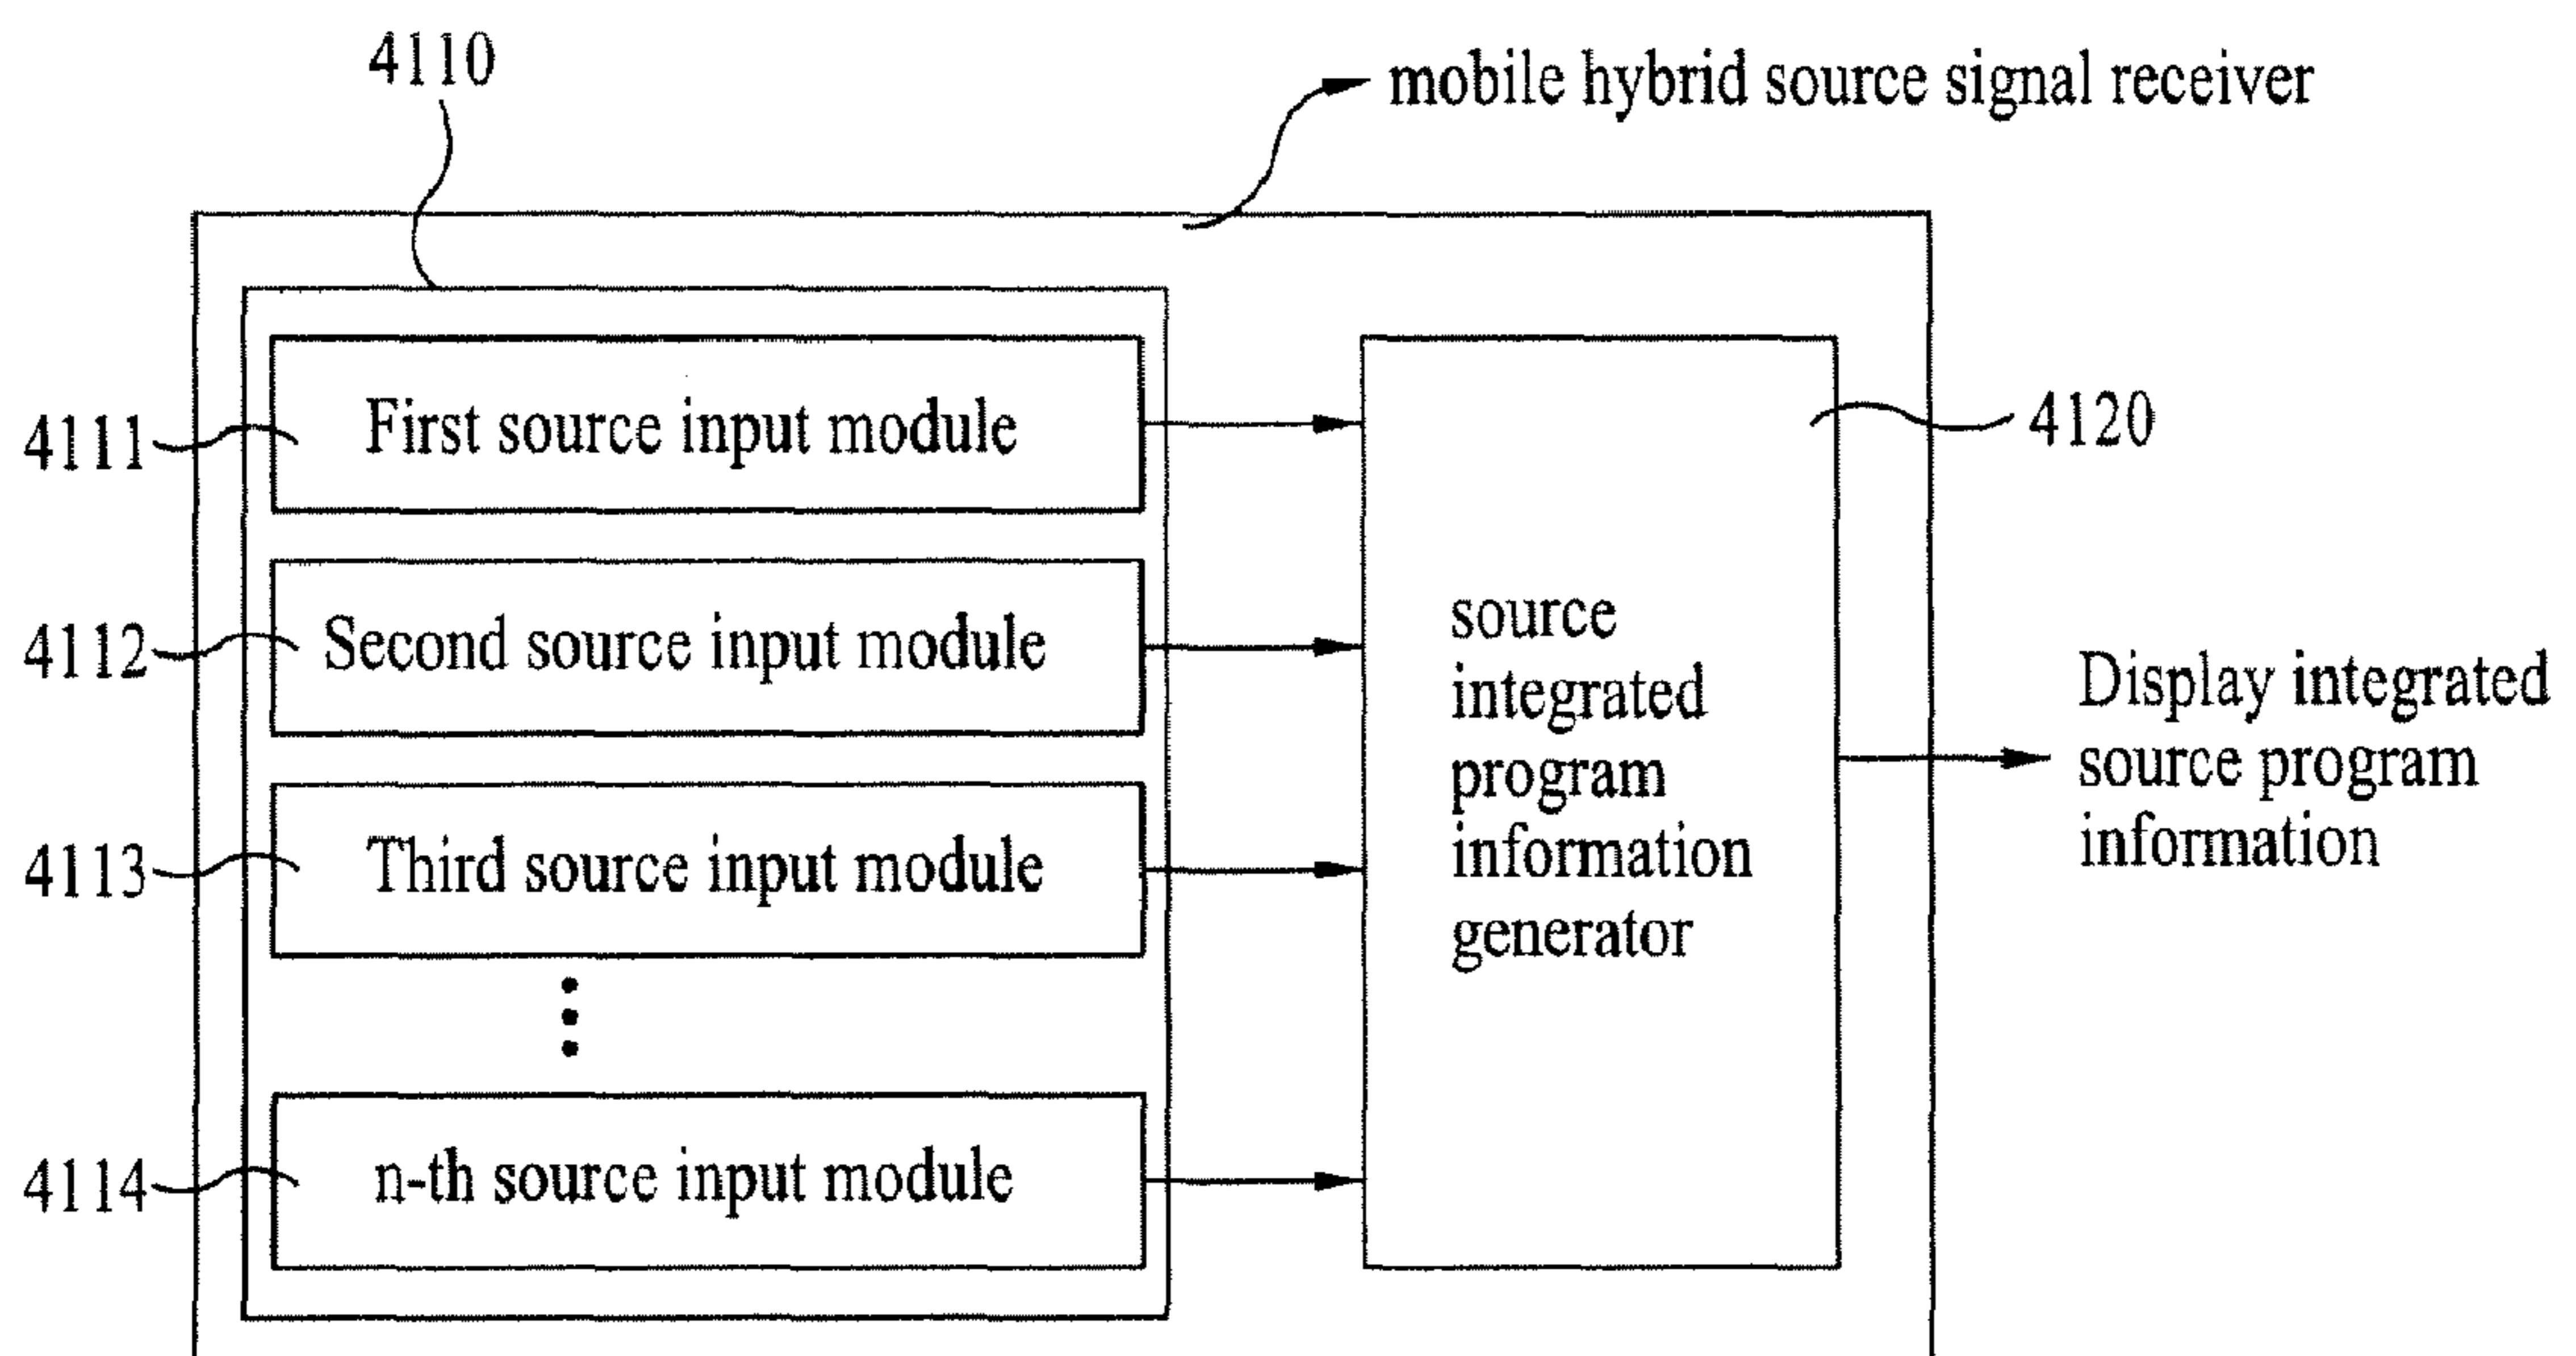 4110
mobile hybrid source signal receiver
4111
First source input module
4120
4112
Second source input module
4113
Third source input module
4114
n-th source input module
source
integrated
program
information
generator
Display integrated
source program
information